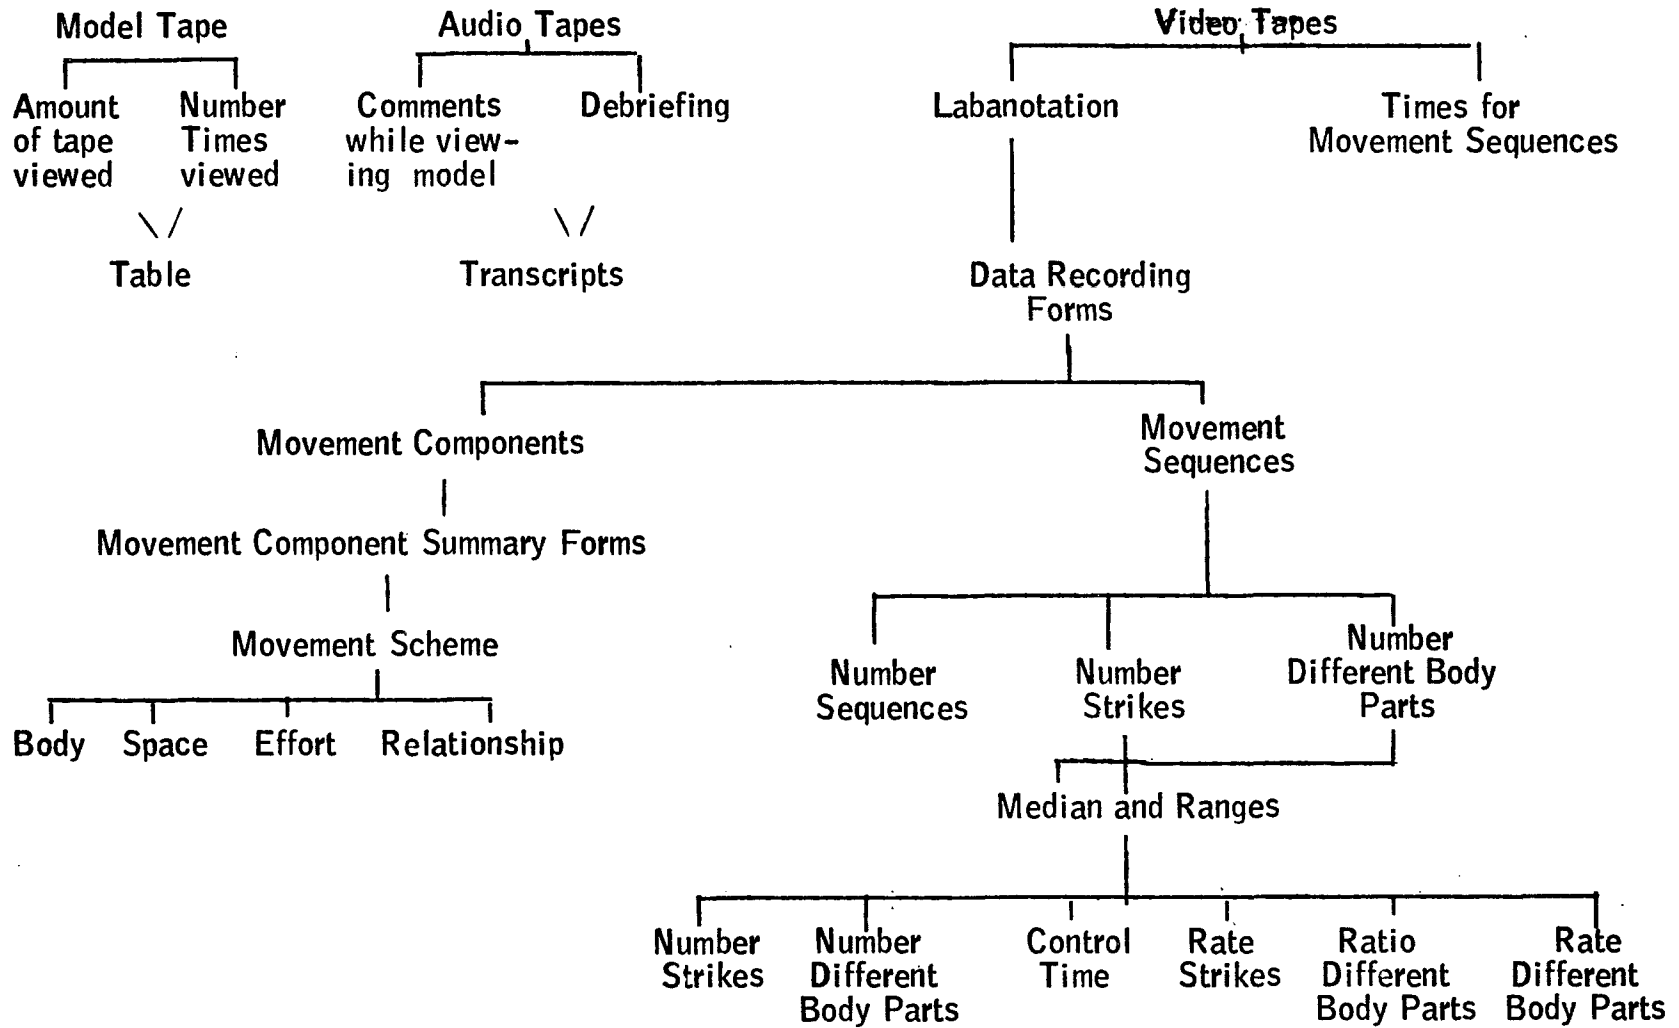 Model Tape
Audio Tapes
Video Tapes
Amount
of tape
viewed
Number
Times
viewed
Comments
while view-
ing model
Debriefing
Labanotation
Times for
Movement Sequences
Table
Transcripts
Data Recording
Forms
Movement Components
Movement
Sequences
Movement Component Summary Forms
Movement Scheme
Body
Space
Effort
Relationship
Number
Sequences
Number
Strikes
Number
Different Body
Parts
Median and Ranges
Number
Strikes
Number
Different
Body Parts
Control
Time
Rate
Strikes
Ratio
Different
Body Parts
Rate
Different
Body Parts